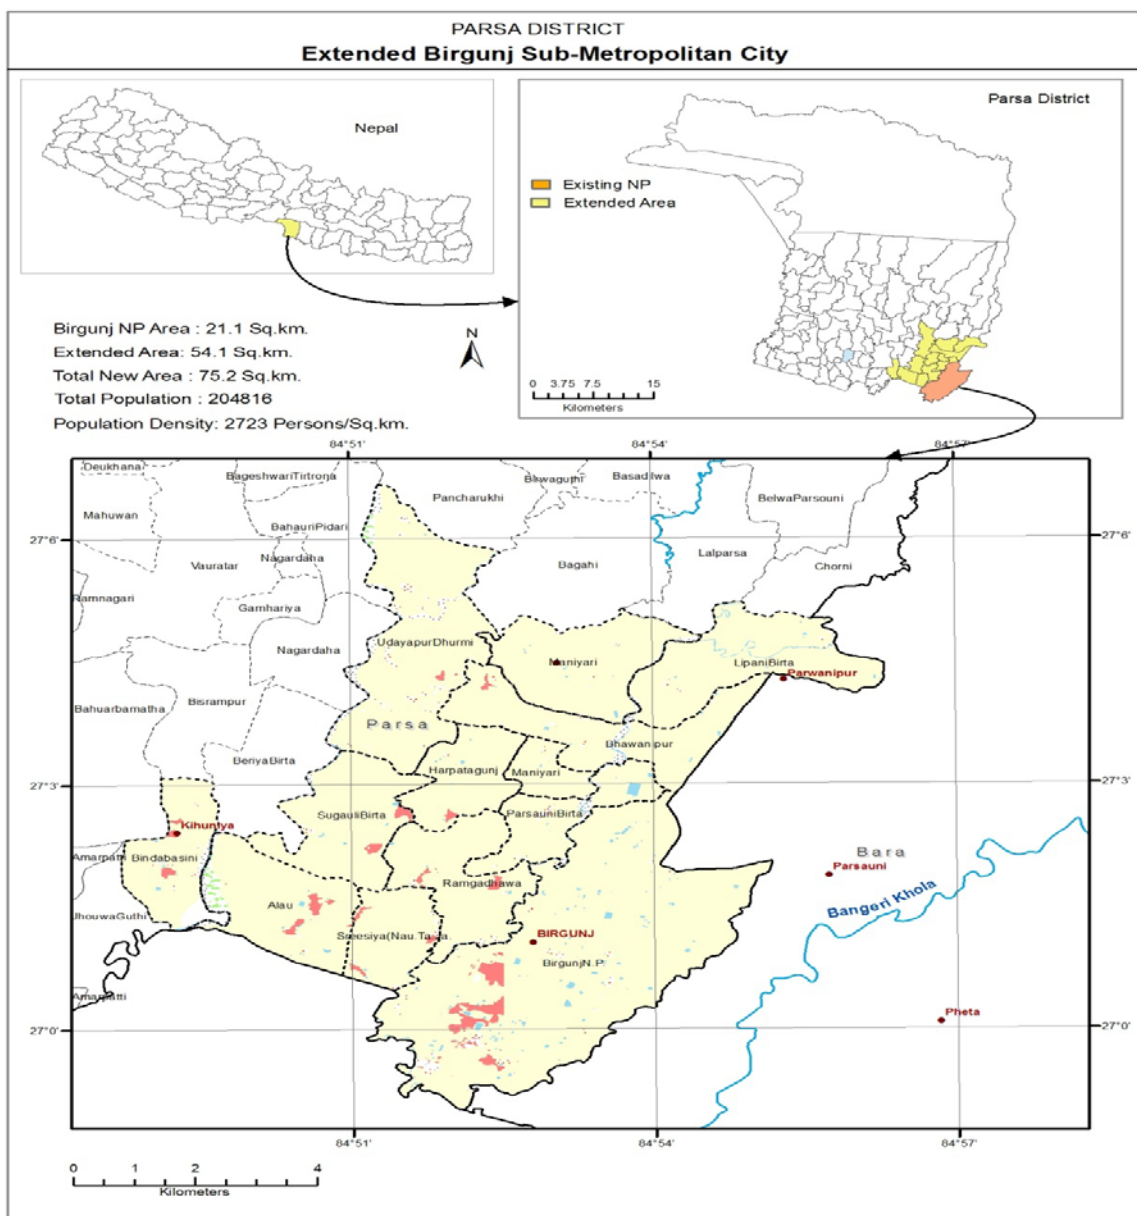 PARSA DISTRICT
Extended Birgunj Sub-Metropolitan City
Nepal
Parsa District
Existing NP
Extended Area
0 3.75 7.5 15
Kilometers
Birgunj NP Area : 21.1 Sq.km.
Extended Area: 54.1 Sq.km.
Total New Area : 75.2 Sq.km.
Total Population : 204816
Population Density: 2723 Persons/Sq.km.
N
84°51' 84°54' 84°57'
Deukhana
BageshwariTirtrona
Pancharukhi
Birwaguthi
Basadilwa
BelwaParsouni
Mahuwan
BahauriPidari
27°6' 27°6'
Nagardaha
Vauratar
Bagahi
Lalparsa
Chorni
Ramnagari
Gamhariya
Nagardaha
UdayapurDhurmi
Maniyari
LipaniBirta
Parwanipur
Bahuarbamatha
Bisrampur
Parsa
Bhawanipur
BeriyaBirta
Harpatagunj
Maniyari
27°3' 27°3'
SugauliBirta
ParsauniBirta
Kihuniya
Amarpatti
Bindabasini
Bara
Parsauni
Ramgadhawa
Bangeri Khola
JhouwaGuthi
Alau
Sreesiya(Nau.Ta.
BIRGUNJ
BirgunjN.P.
Amarpatti
Pheta
27°0' 27°0'
84°51' 84°54' 84°57'
0 1 2 4
Kilometers